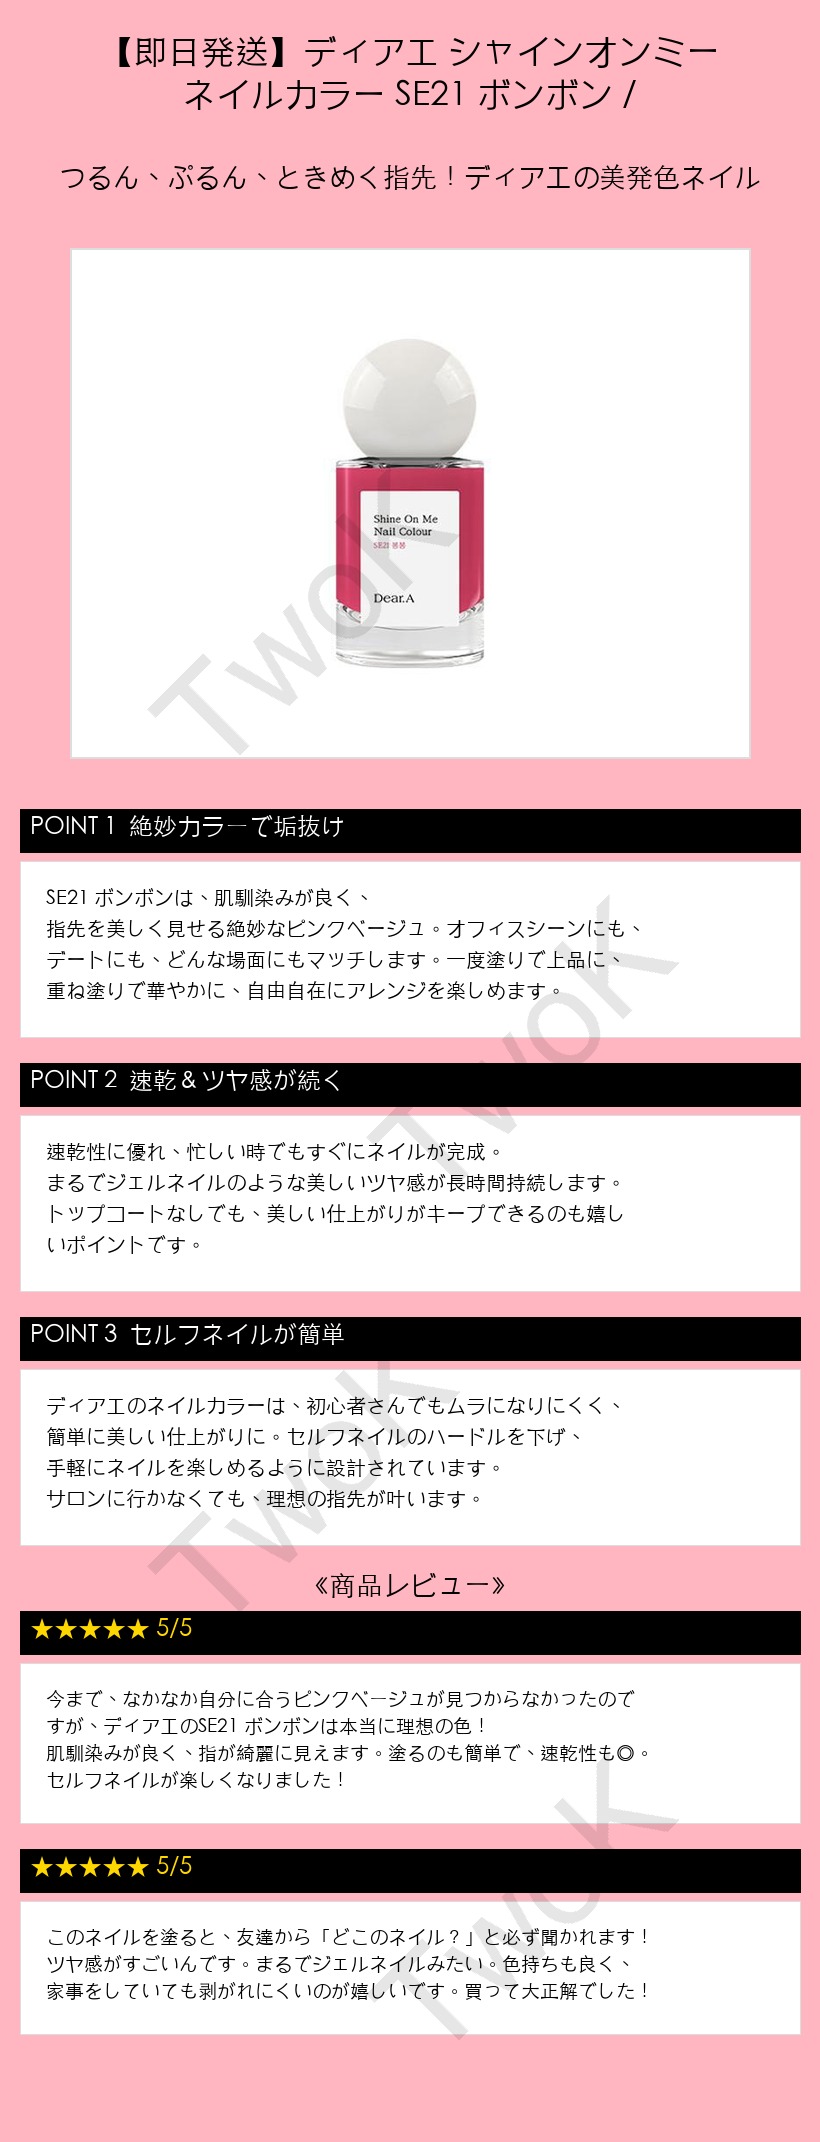 【即日発送】ディアエ シャインオンミー
ネイルカラー SE21 ボンボン /
つるん、ぷるん、ときめく指先！ディアエの美発色ネイル
Shine On Me
Nail Colour
SE21 봉봉
Dear.A
TwoK
POINT 1 絶妙カラーで垢抜け
SE21 ボンボンは、肌馴染みが良く、
指先を美しく見せる絶妙なピンクベージュ。オフィスシーンにも、
デートにも、どんな場面にもマッチします。一度塗りで上品に、
重ね塗りで華やかに、自由自在にアレンジを楽しめます。
TwoK
POINT 2 速乾＆ツヤ感が続く
速乾性に優れ、忙しい時でもすぐにネイルが完成。
まるでジェルネイルのような美しいツヤ感が長時間持続します。
トップコートなしでも、美しい仕上がりがキープできるのも嬉し
いポイントです。
POINT 3 セルフネイルが簡単
ディアエのネイルカラーは、初心者さんでもムラになりにくく、
簡単に美しい仕上がりに。セルフネイルのハードルを下げ、
手軽にネイルを楽しめるように設計されています。
サロンに行かなくても、理想の指先が叶います。
TwoK
《商品レビュー》
★★★★★ 5/5
今まで、なかなか自分に合うピンクベージュが見つからなかったので
すが、ディアエのSE21 ボンボンは本当に理想の色！
肌馴染みが良く、指が綺麗に見えます。塗るのも簡単で、速乾性も◎。
セルフネイルが楽しくなりました！
★★★★★ 5/5
このネイルを塗ると、友達から「どこのネイル？」と必ず聞かれます！
ツヤ感がすごいんです。まるでジェルネイルみたい。色持ちも良く、
家事をしていても剥がれにくいのが嬉しいです。買って大正解でした！
TwoK